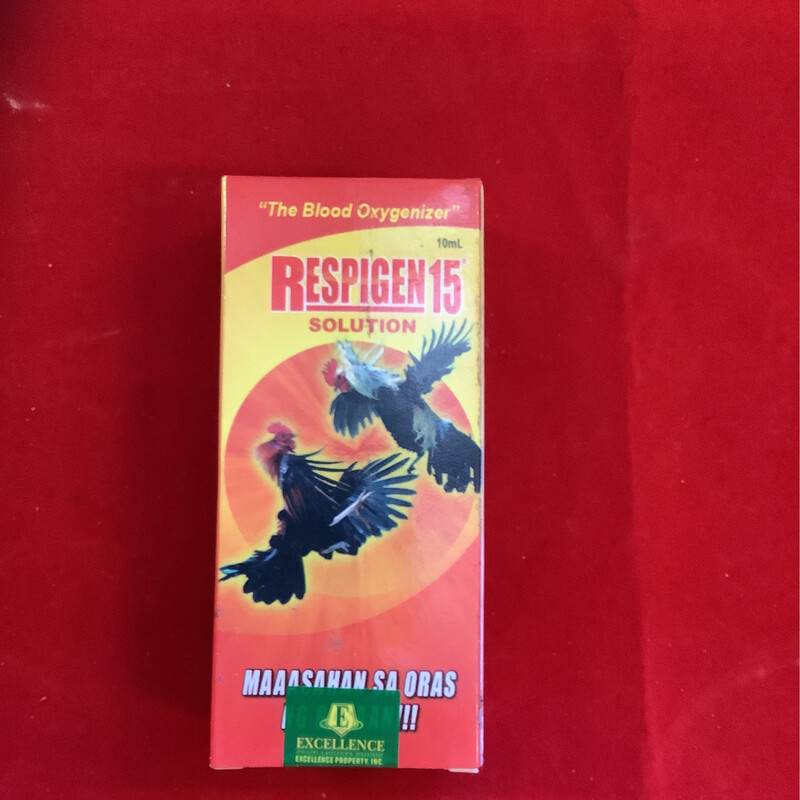 "The Blood Oxygenizer"
10mL
RESPIGEN 15
SOLUTION
MAAASAHAN SA ORAS
!!!
E
EXCELLENCE
EXCELLENCE PROPERTY, INC.